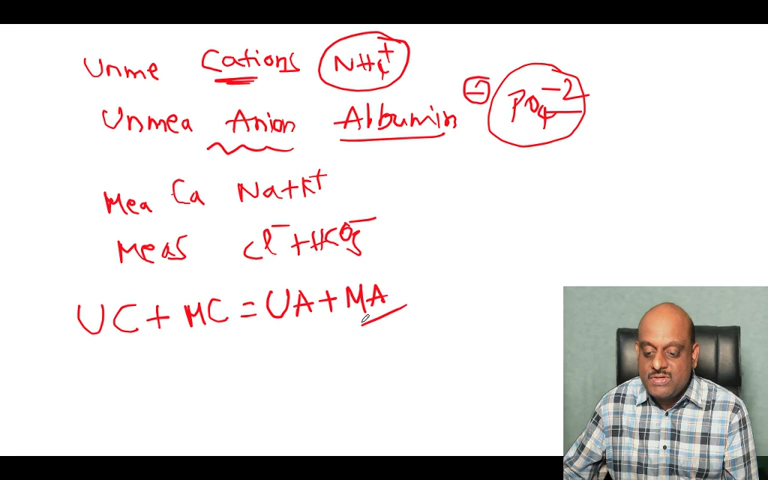 Unme Cations NH4+
Unmea Anion Albumin − PO4−2
Mea Ca Na+K+
Meas Cl−+HCO3−
UC+MC=UA+MA